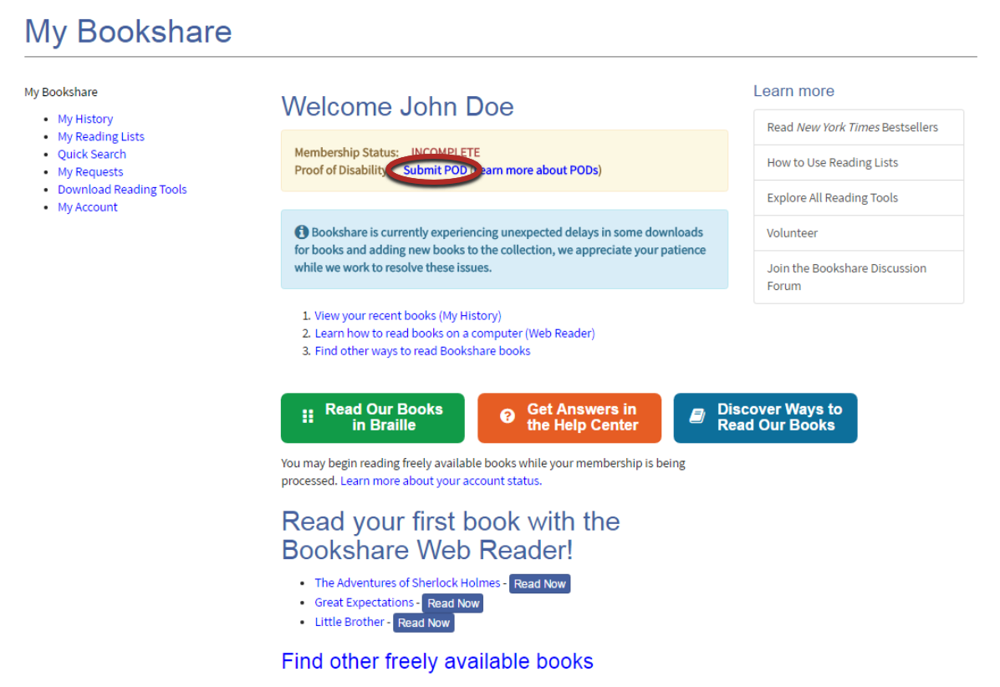 My Bookshare
My Bookshare
My History
My Reading Lists
Quick Search
My Requests
Download Reading Tools
My Account
Welcome John Doe
Membership Status: INCOMPLETE
Proof of Disability Submit POD (Learn more about PODs)
Bookshare is currently experiencing unexpected delays in some downloads
for books and adding new books to the collection, we appreciate your patience
while we work to resolve these issues.
1. View your recent books (My History)
2. Learn how to read books on a computer (Web Reader)
3. Find other ways to read Bookshare books
Read Our Books
in Braille
Get Answers in
the Help Center
Discover Ways to
Read Our Books
You may begin reading freely available books while your membership is being
processed. Learn more about your account status.
Read your first book with the
Bookshare Web Reader!
The Adventures of Sherlock Holmes - Read Now
Great Expectations - Read Now
Little Brother - Read Now
Find other freely available books
Learn more
Read New York Times Bestsellers
How to Use Reading Lists
Explore All Reading Tools
Volunteer
Join the Bookshare Discussion
Forum